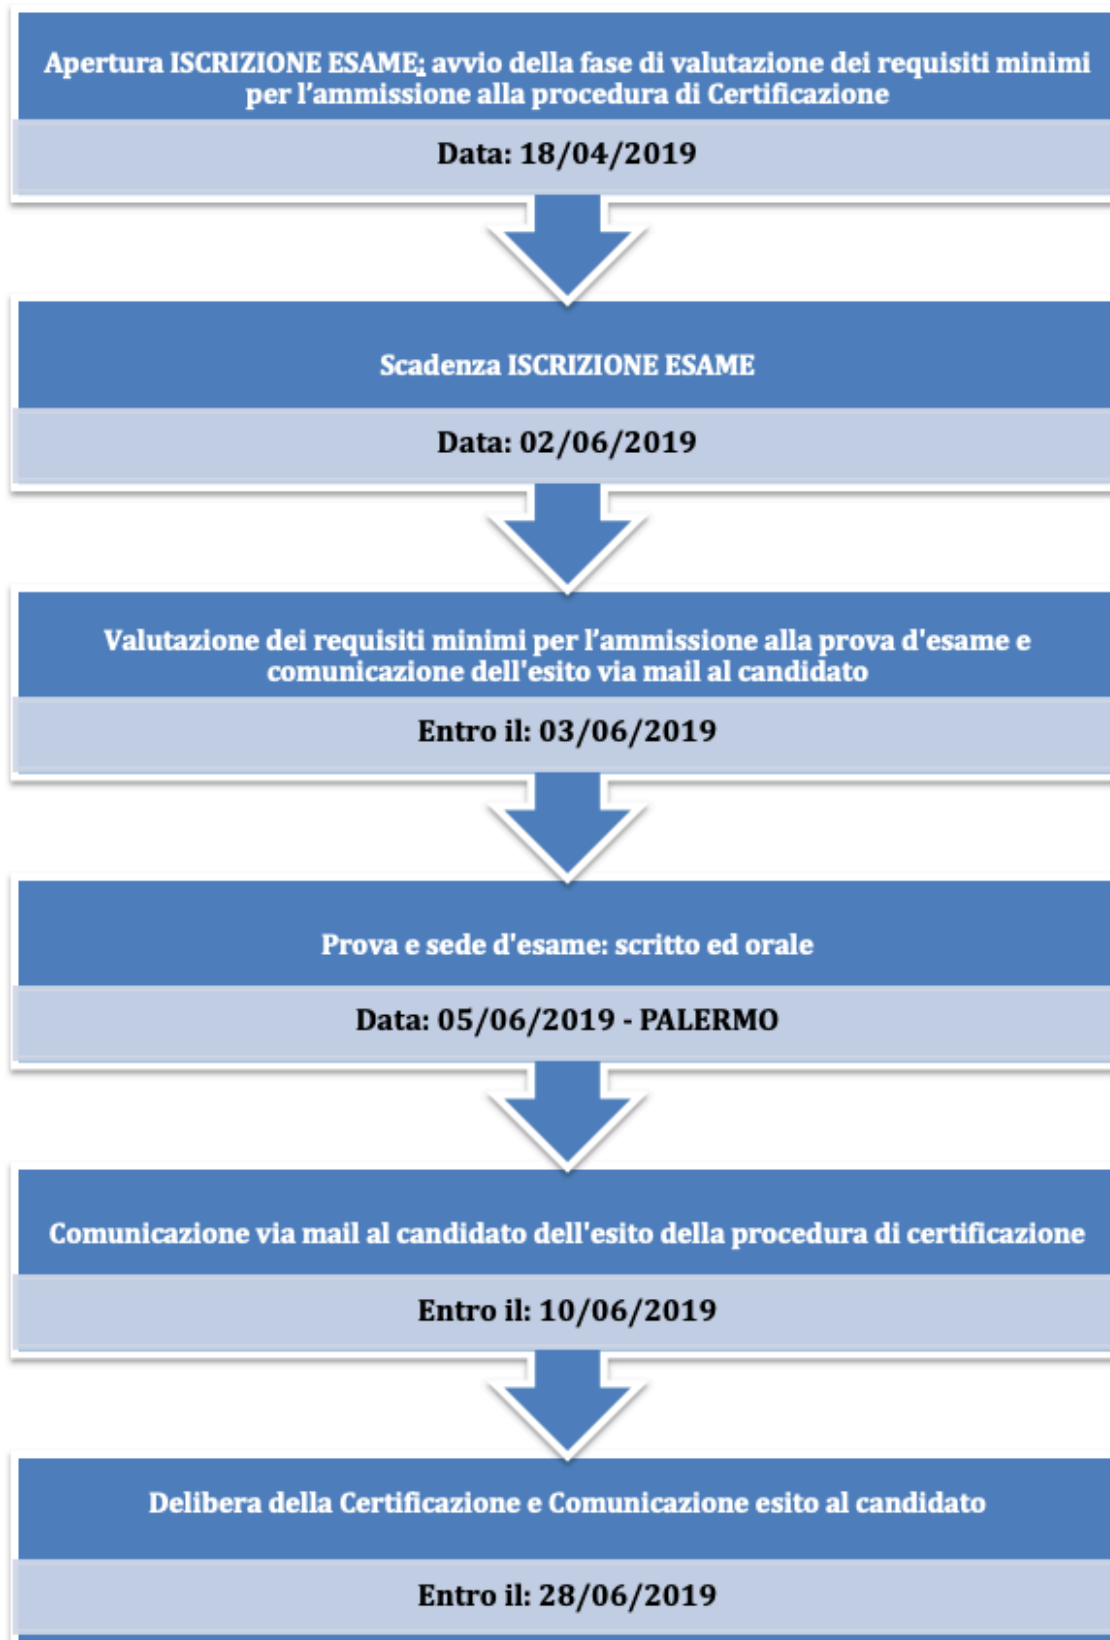 Apertura ISCRIZIONE ESAME: avvio della fase di valutazione dei requisiti minimi
per l’ammissione alla procedura di Certificazione
Data: 18/04/2019
Scadenza ISCRIZIONE ESAME
Data: 02/06/2019
Valutazione dei requisiti minimi per l’ammissione alla prova d'esame e
comunicazione dell'esito via mail al candidato
Entro il: 03/06/2019
Prova e sede d'esame: scritto ed orale
Data: 05/06/2019 - PALERMO
Comunicazione via mail al candidato dell'esito della procedura di certificazione
Entro il: 10/06/2019
Delibera della Certificazione e Comunicazione esito al candidato
Entro il: 28/06/2019